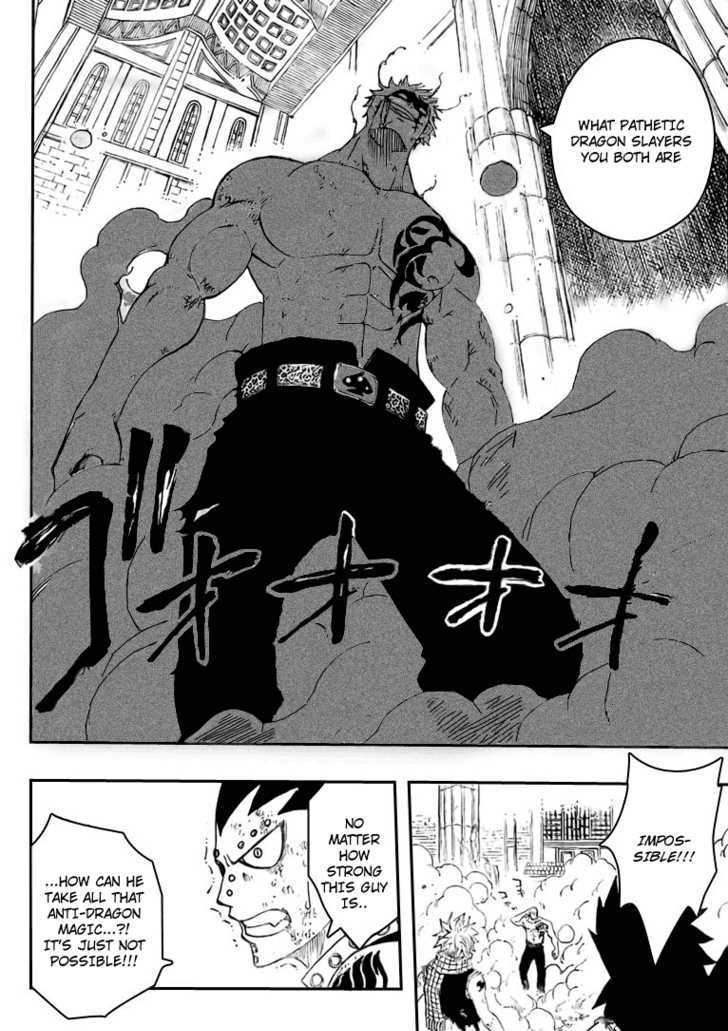 WHAT PATHETIC
DRAGON SLAYERS
YOU BOTH ARE
ズオオオオ
IMPOS-
SIBLE!!!
NO
MATTER
HOW
STRONG
THIS GUY
IS..
...HOW CAN HE
TAKE ALL THAT
ANTI-DRAGON
MAGIC...?!
IT'S JUST NOT
POSSIBLE!!!